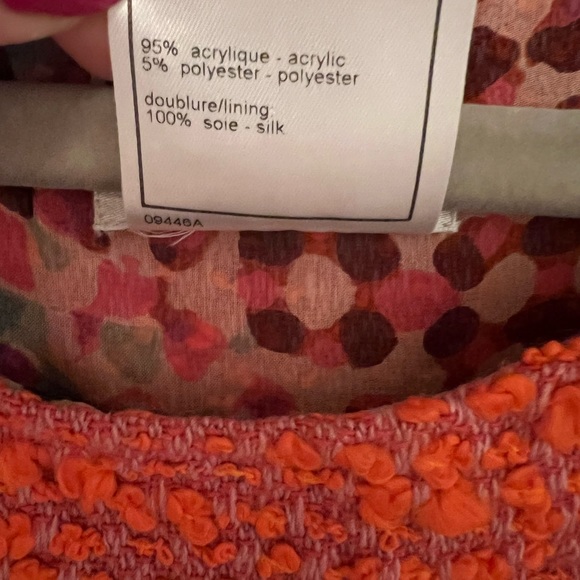 95% acrylique - acrylic
5% polyester - polyester
doublure/lining:
100% soie - silk
09446A